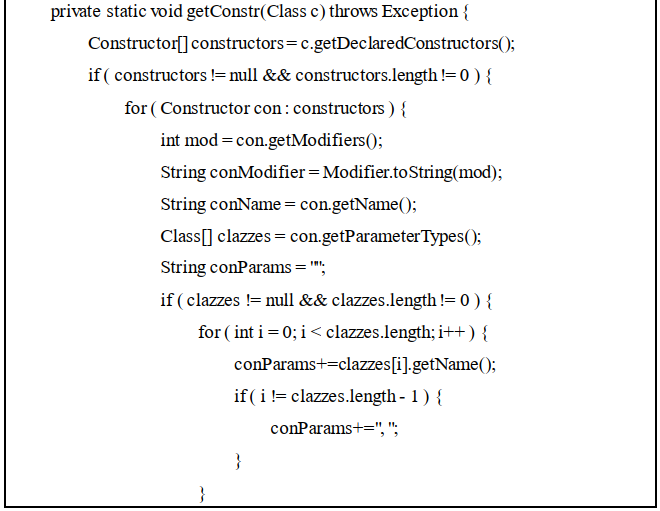 private static void getConstr(Class c) throws Exception {
Constructor[] constructors = c.getDeclaredConstructors();
if ( constructors != null && constructors.length != 0 ) {
for ( Constructor con : constructors ) {
int mod = con.getModifiers();
String conModifier = Modifier.toString(mod);
String conName = con.getName();
Class[] clazzes = con.getParameterTypes();
String conParams = "";
if ( clazzes != null && clazzes.length != 0 ) {
for ( int i = 0; i < clazzes.length; i++ ) {
conParams+=clazzes[i].getName();
if ( i != clazzes.length - 1 ) {
conParams+=", ";
}
}